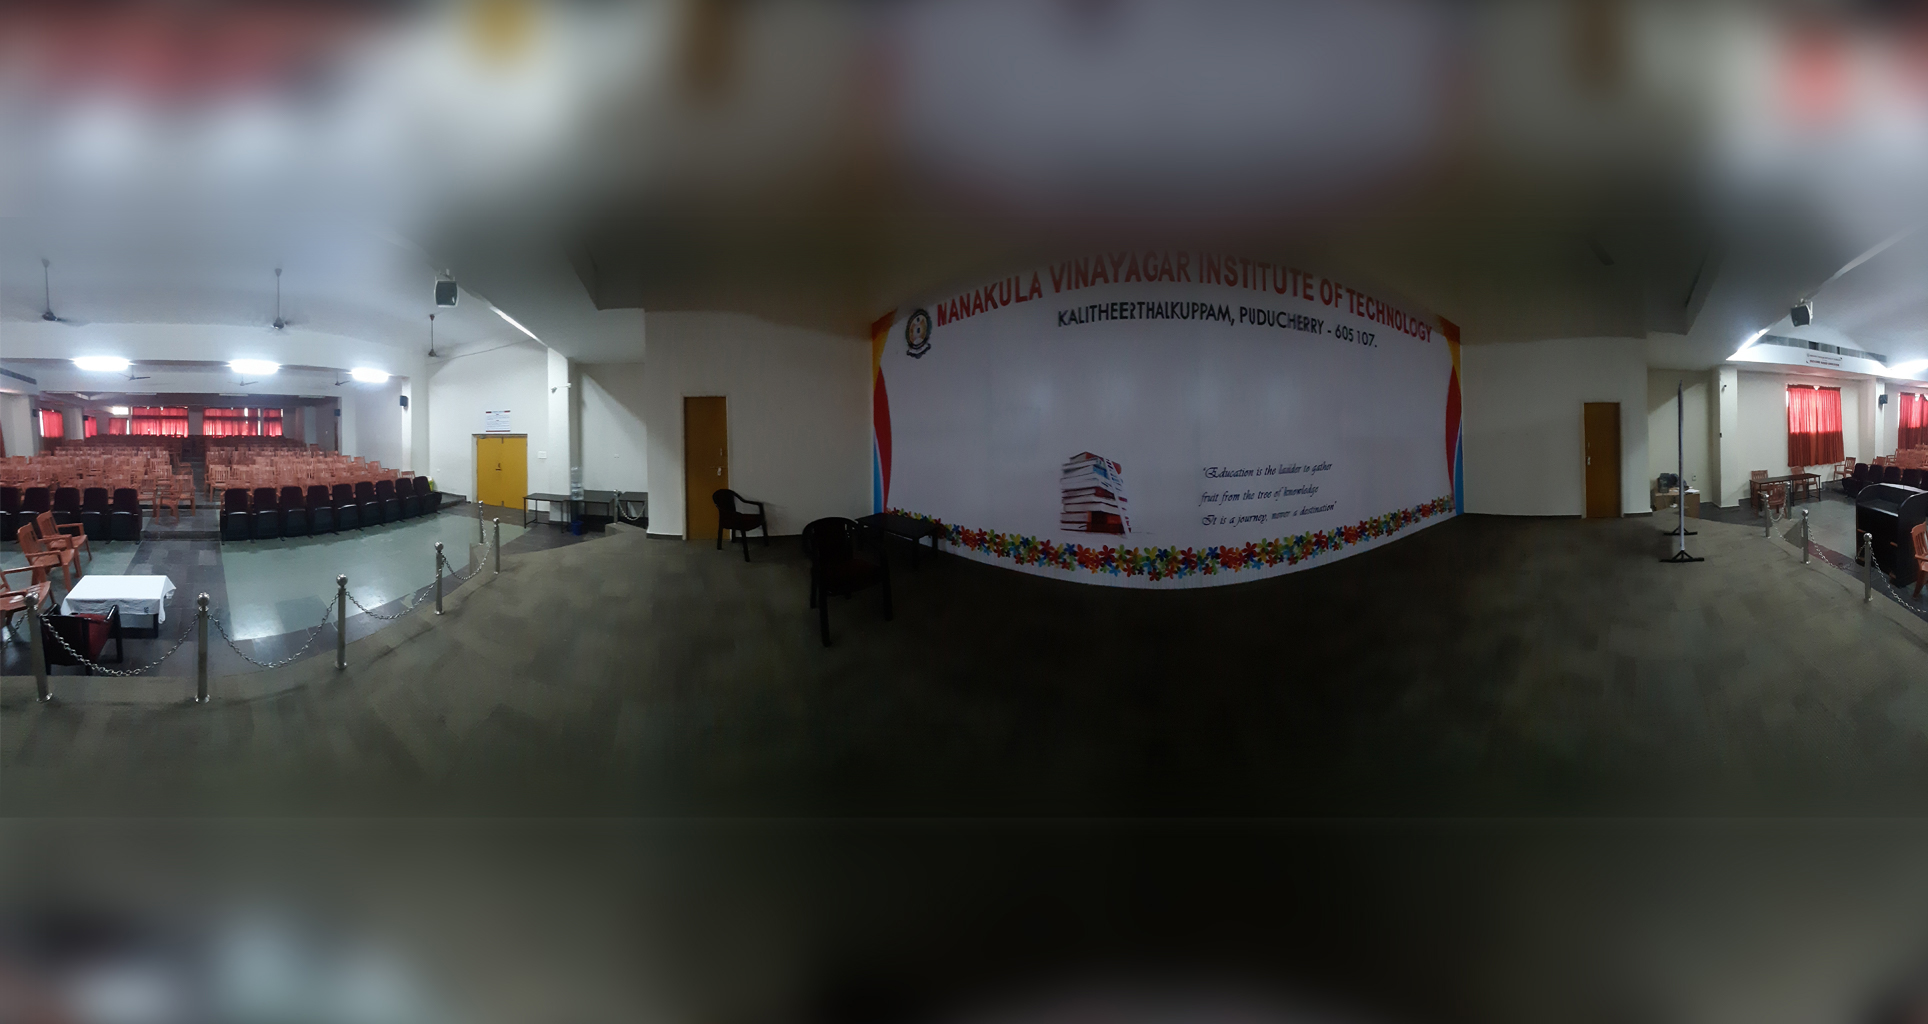 MANAKULA VINAYAGAR INSTITUTE OF TECHNOLOGY
KALITHEERTHALKUPPAM, PUDUCHERRY - 605 107.
"Education is the ladder to gather
fruit from the tree of knowledge
It is a journey, never a destination"